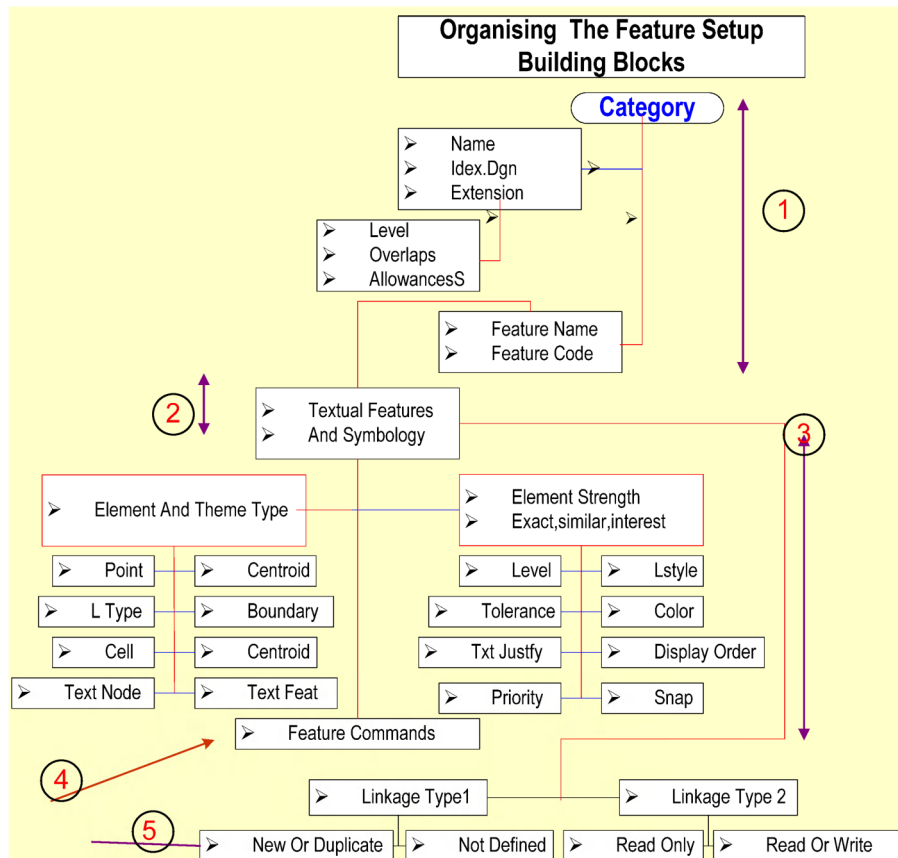 Organising The Feature Setup
Building Blocks
Category
Name
Idex.Dgn
Extension
1
Level
Overlaps
AllowancesS
Feature Name
Feature Code
2
Textual Features
And Symbology
3
Element And Theme Type
Element Strength
Exact,similar,interest
Point
Centroid
Level
Lstyle
L Type
Boundary
Tolerance
Color
Cell
Centroid
Txt Justfy
Display Order
Text Node
Text Feat
Priority
Snap
Feature Commands
4
Linkage Type1
Linkage Type 2
5
New Or Duplicate
Not Defined
Read Only
Read Or Write